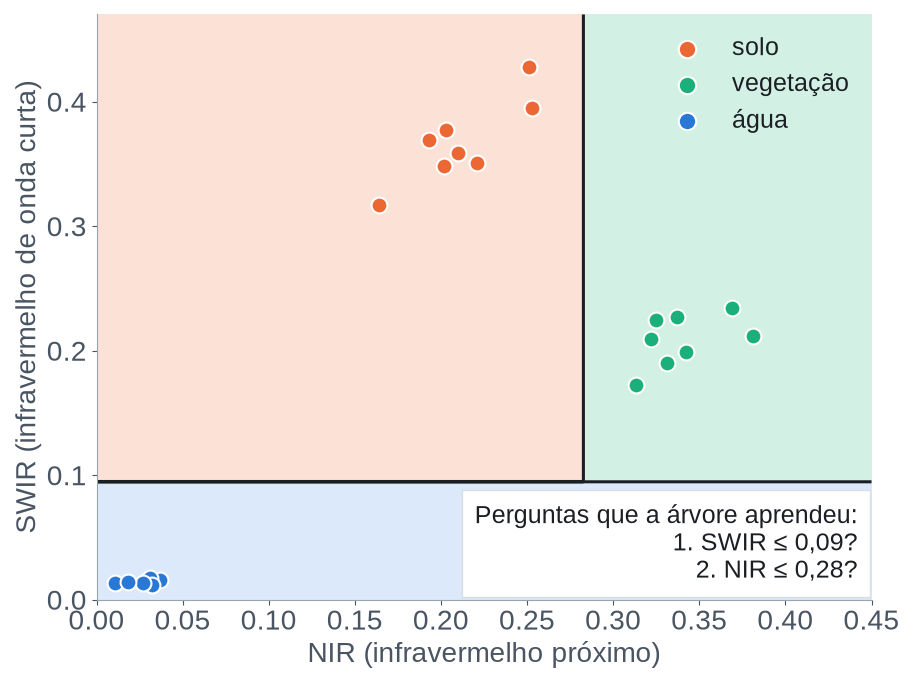 solo
vegetação
água
SWIR (infravermelho de onda curta)
0.4
0.3
0.2
0.1
0.0
Perguntas que a árvore aprendeu:
1. SWIR ≤ 0,09?
2. NIR ≤ 0,28?
0.00 0.05 0.10 0.15 0.20 0.25 0.30 0.35 0.40 0.45
NIR (infravermelho próximo)